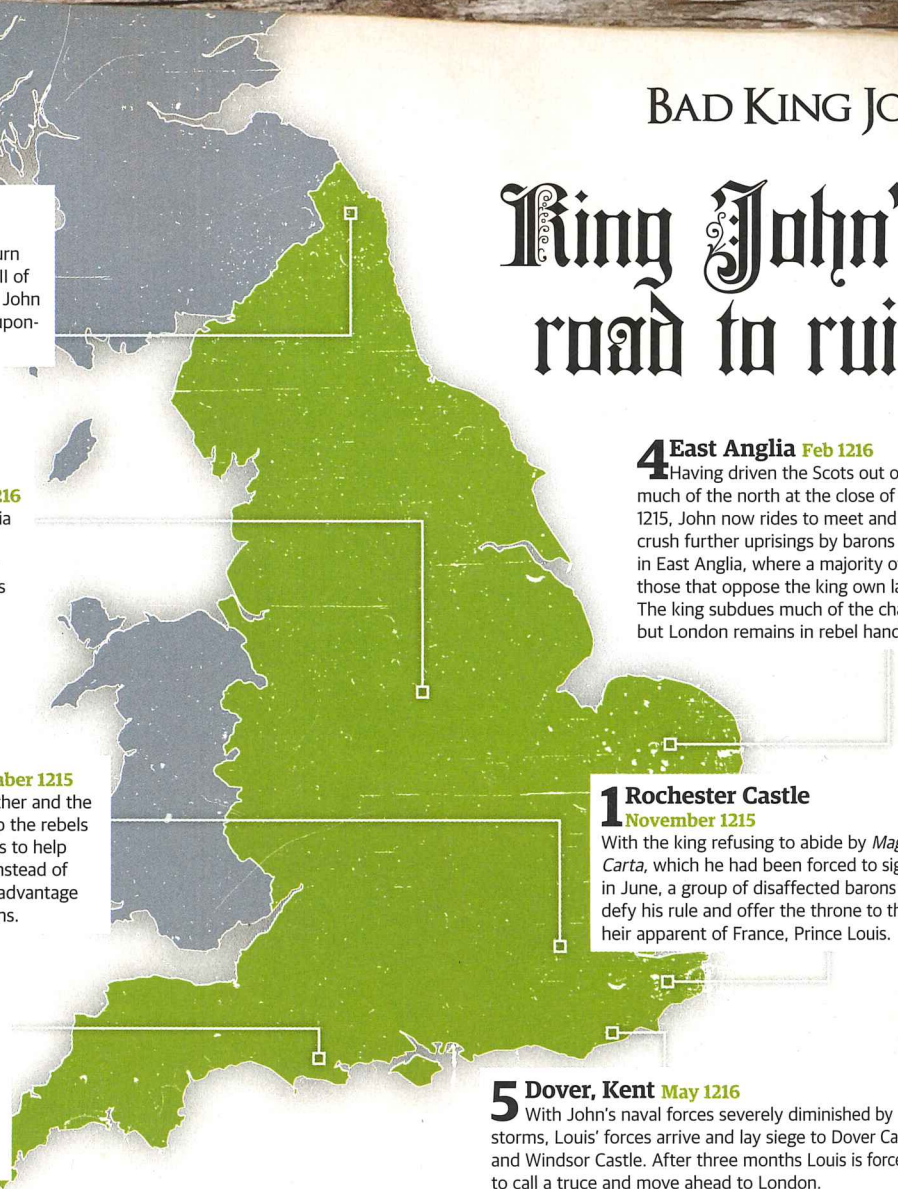 BAD KING JO
King John'
road to rui
urn
ll of
John
upon-
216
ia
s
4 East Anglia Feb 1216
Having driven the Scots out o
much of the north at the close of
1215, John now rides to meet and
crush further uprisings by barons
in East Anglia, where a majority o
those that oppose the king own la
The king subdues much of the cha
but London remains in rebel hand
ber 1215
ther and the
o the rebels
s to help
nstead of
advantage
ns.
1 Rochester Castle
November 1215
With the king refusing to abide by Mag
Carta, which he had been forced to sig
in June, a group of disaffected barons
defy his rule and offer the throne to th
heir apparent of France, Prince Louis.
5 Dover, Kent May 1216
With John's naval forces severely diminished by
storms, Louis' forces arrive and lay siege to Dover Ca
and Windsor Castle. After three months Louis is force
to call a truce and move ahead to London.